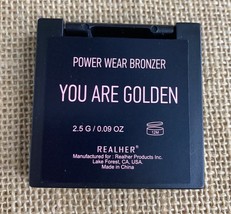 POWER WEAR BRONZER
YOU ARE GOLDEN
2.5 G / 0.09 OZ
12M
REALHER®
Manufactured for : Realher Products Inc.
Lake Forest, CA, USA.
Made in China